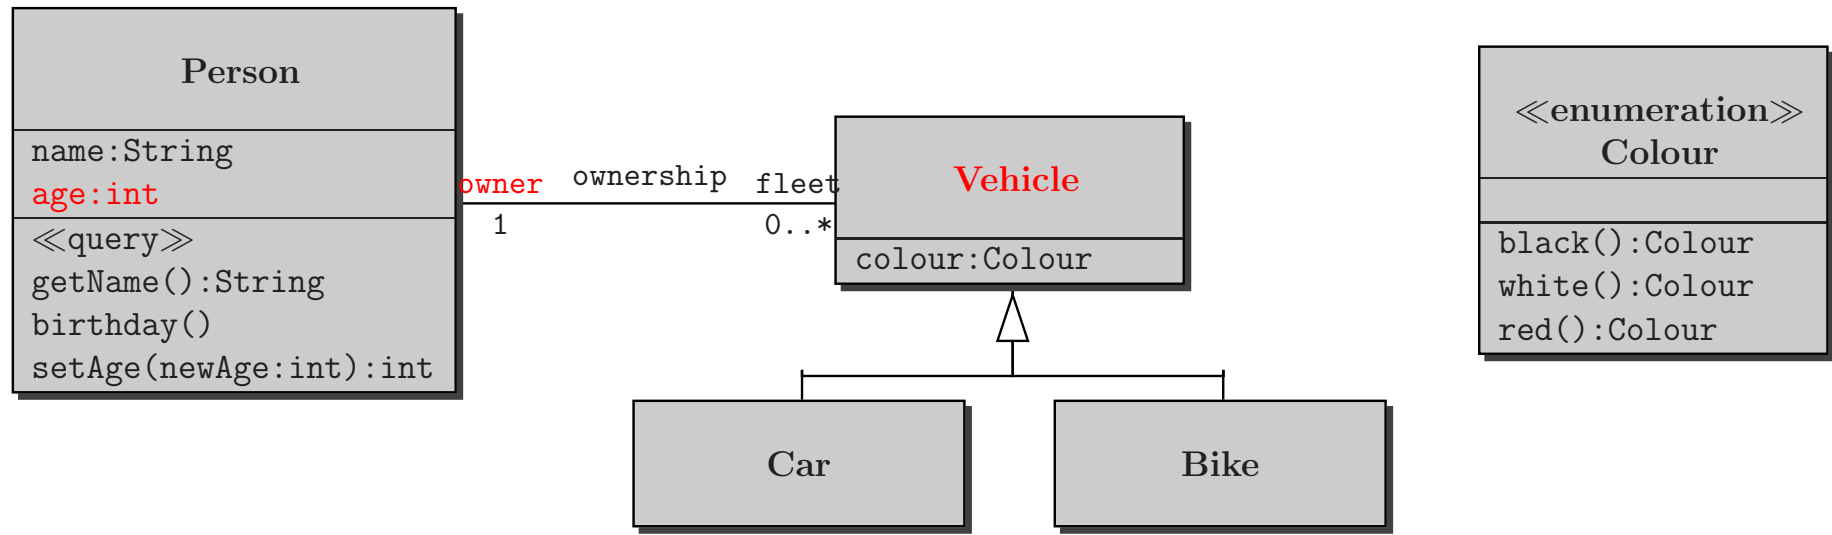 Person
name:String
age:int
≪query≫
getName():String
birthday()
setAge(newAge:int):int
owner
ownership
fleet
1
0..*
Vehicle
colour:Colour
Car
Bike
≪enumeration≫
Colour
black():Colour
white():Colour
red():Colour